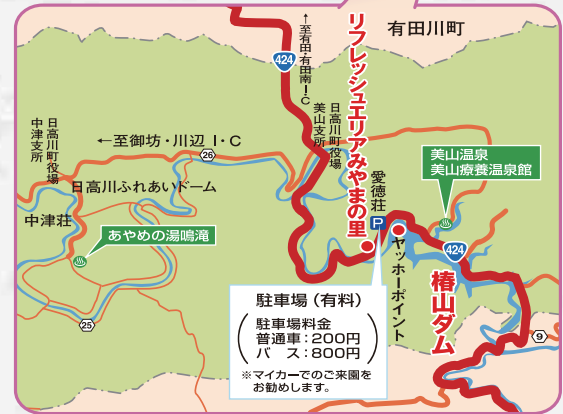 有田川町
↑至有田・有田南I・C
424
リフレッシュエリアみやまの里
日高川町役場
美山支所
日高川町役場
中津支所
←至御坊・川辺 I・C
26
日高川ふれあいドーム
中津荘
あやめの湯鳴滝
25
愛徳荘
P
ヤッホーポイント
美山温泉
美山療養温泉館
424
椿山ダム
9
駐車場(有料)
駐車場料金
普通車:200円
バス:800円
※マイカーでのご来園を
お勧めします。